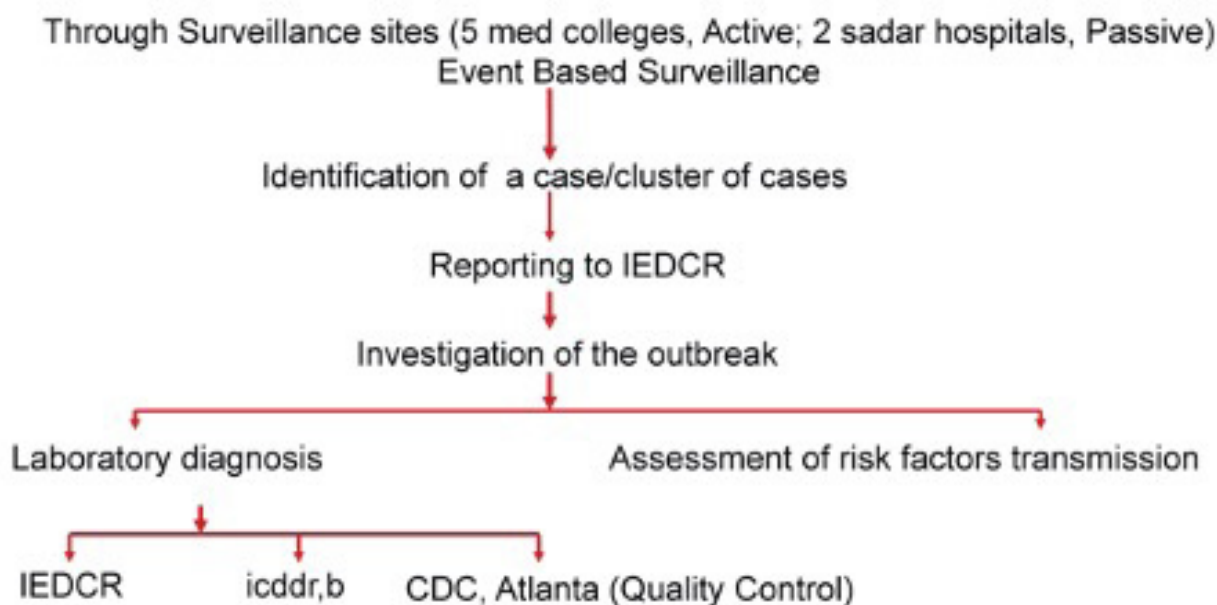 Through Surveillance sites (5 med colleges, Active; 2 sadar hospitals, Passive)
Event Based Surveillance
Identification of a case/cluster of cases
Reporting to IEDCR
Investigation of the outbreak
Laboratory diagnosis
Assessment of risk factors transmission
IEDCR
icddr,b
CDC, Atlanta (Quality Control)